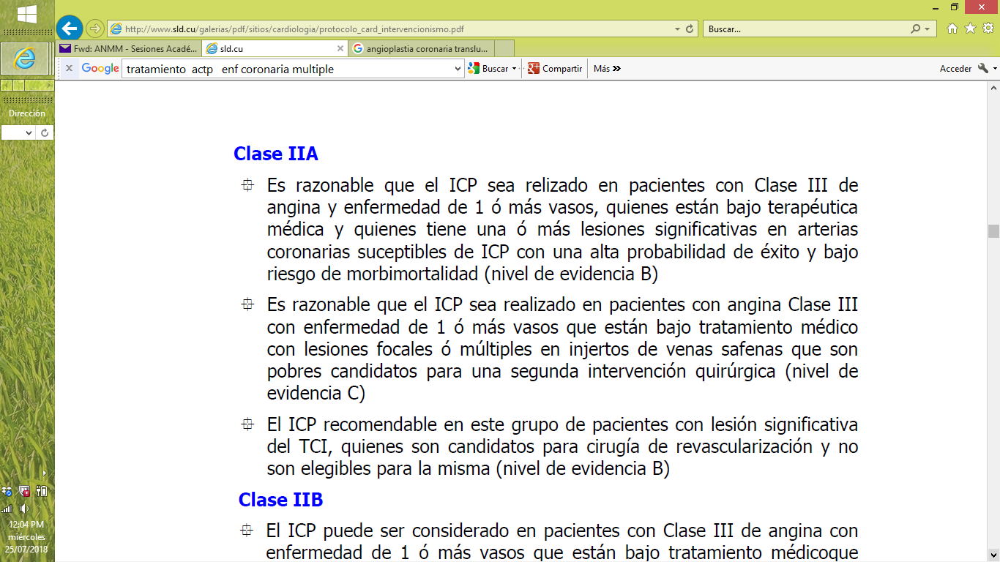 http://www.sld.cu/galerias/pdf/sitios/cardiologia/protocolo_card_intervencionismo.pdf
Buscar...
Fwd: ANMM - Sesiones Acadé...
sld.cu
angioplastia coronaria translu...
Google
tratamiento actp enf coronaria multiple
Buscar
Compartir
Más
Acceder
Dirección
Clase IIA
Es razonable que el ICP sea relizado en pacientes con Clase III de
angina y enfermedad de 1 ó más vasos, quienes están bajo terapéutica
médica y quienes tiene una ó más lesiones significativas en arterias
coronarias suceptibles de ICP con una alta probabilidad de éxito y bajo
riesgo de morbimortalidad (nivel de evidencia B)
Es razonable que el ICP sea realizado en pacientes con angina Clase III
con enfermedad de 1 ó más vasos que están bajo tratamiento médico
con lesiones focales ó múltiples en injertos de venas safenas que son
pobres candidatos para una segunda intervención quirúrgica (nivel de
evidencia C)
El ICP recomendable en este grupo de pacientes con lesión significativa
del TCI, quienes son candidatos para cirugía de revascularización y no
son elegibles para la misma (nivel de evidencia B)
Clase IIB
El ICP puede ser considerado en pacientes con Clase III de angina con
enfermedad de 1 ó más vasos que están bajo tratamiento médicoque
12:04 PM
miércoles
25/07/2018